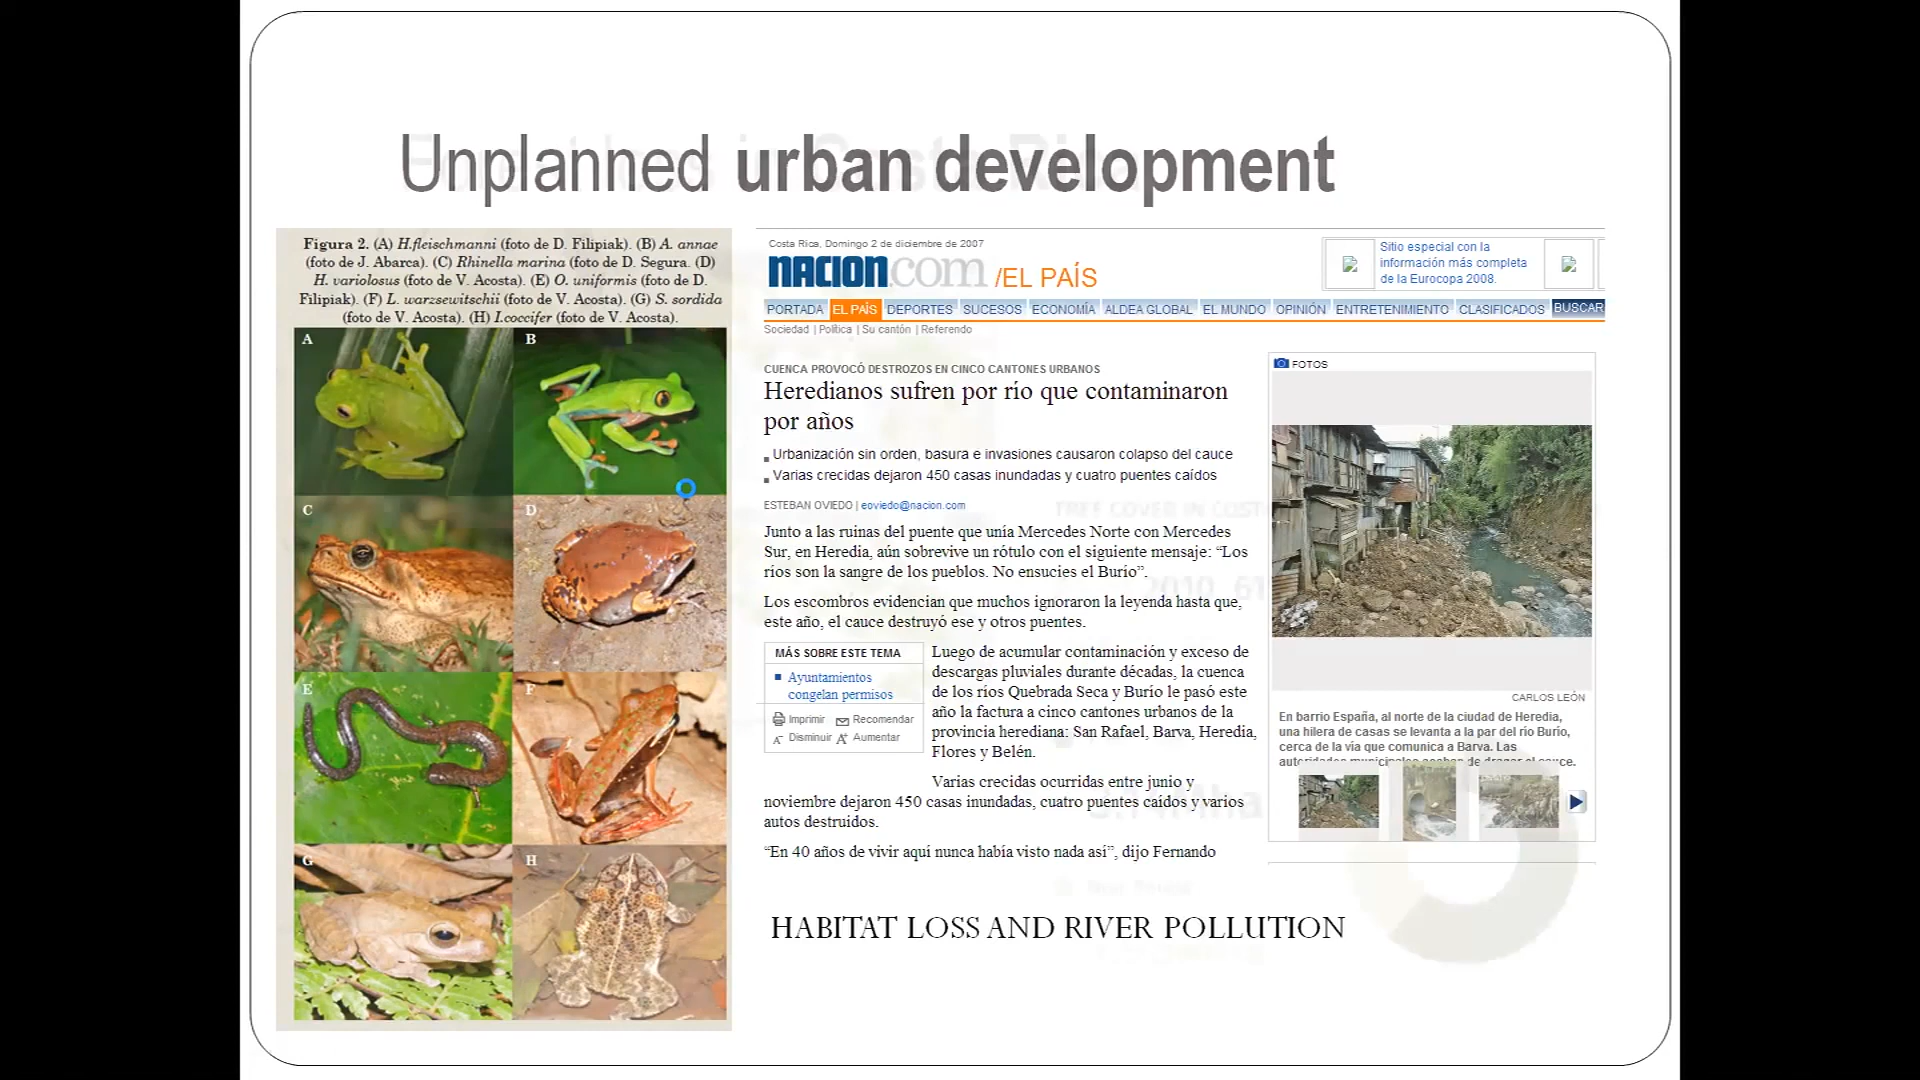 Unplanned urban development
Figura 2. (A) H.fleischmanni (foto de D. Filipiak). (B) A. annae
(foto de J. Abarca). (C) Rhinella marina (foto de D. Segura). (D)
H. variolosus (foto de V. Acosta). (E) O. uniformis (foto de D.
Filipiak). (F) L. warzsewitschii (foto de V. Acosta). (G) S. sordida
(foto de V. Acosta). (H) I.coccifer (foto de V. Acosta).
A
B
C
D
E
F
G
H
Costa Rica, Domingo 2 de diciembre de 2007
NACION.com /EL PAÍS
Sitio especial con la
información más completa
de la Eurocopa 2008.
PORTADA EL PAÍS DEPORTES SUCESOS ECONOMÍA ALDEA GLOBAL EL MUNDO OPINIÓN ENTRETENIMIENTO CLASIFICADOS BUSCAR
Sociedad | Política | Su cantón | Referendo
CUENCA PROVOCÓ DESTROZOS EN CINCO CANTONES URBANOS
Heredianos sufren por río que contaminaron
por años
Urbanización sin orden, basura e invasiones causaron colapso del cauce
Varias crecidas dejaron 450 casas inundadas y cuatro puentes caídos
ESTEBAN OVIEDO | eoviedo@nacion.com
Junto a las ruinas del puente que unía Mercedes Norte con Mercedes
Sur, en Heredia, aún sobrevive un rótulo con el siguiente mensaje: “Los
ríos son la sangre de los pueblos. No ensucies el Burío”.
Los escombros evidencian que muchos ignoraron la leyenda hasta que,
este año, el cauce destruyó ese y otros puentes.
MÁS SOBRE ESTE TEMA
Ayuntamientos
congelan permisos
Imprimir Recomendar
Disminuir Aumentar
Luego de acumular contaminación y exceso de
descargas pluviales durante décadas, la cuenca
de los ríos Quebrada Seca y Burío le pasó este
año la factura a cinco cantones urbanos de la
provincia herediana: San Rafael, Barva, Heredia,
Flores y Belén.
Varias crecidas ocurridas entre junio y
noviembre dejaron 450 casas inundadas, cuatro puentes caídos y varios
autos destruidos.
“En 40 años de vivir aquí nunca había visto nada así”, dijo Fernando
FOTOS
CARLOS LEÓN
En barrio España, al norte de la ciudad de Heredia,
una hilera de casas se levanta a la par del río Burío,
cerca de la vía que comunica a Barva. Las
autoridades municipales acaban de dragar el cauce.
HABITAT LOSS AND RIVER POLLUTION